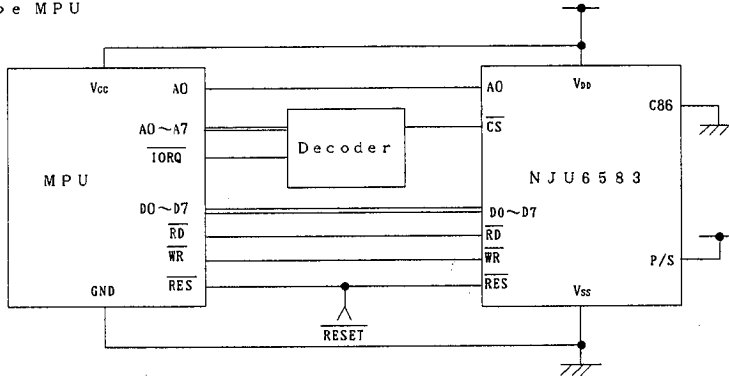 pe MPU
Vcc
A0
A0~A7
IORQ
MPU
D0~D7
RD
WR
RES
GND
Decoder
RESET
A0
VDD
C86
CS
NJU6583
D0~D7
RD
WR
P/S
RES
VSS